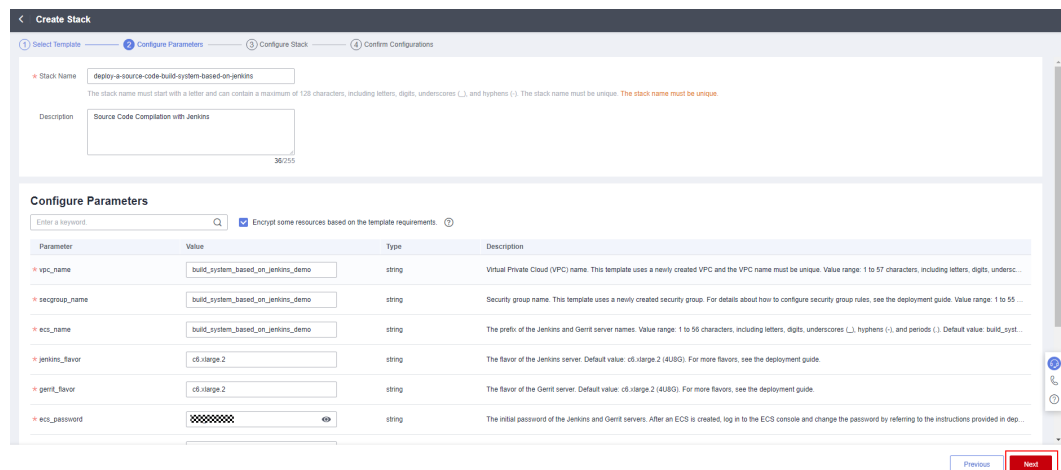 Create Stack
1 Select Template 2 Configure Parameters 3 Configure Stack 4 Confirm Configurations
* Stack Name deploy-a-source-code-build-system-based-on-jenkins
The stack name must start with a letter and can contain a maximum of 128 characters, including letters, digits, underscores (_), and hyphens (-). The stack name must be unique. The stack name must be unique.
Description Source Code Compilation with Jenkins
36/255
Configure Parameters
Enter a keyword. Encrypt some resources based on the template requirements. ?
Parameter Value Type Description
* vpc_name build_system_based_on_jenkins_demo string Virtual Private Cloud (VPC) name. This template uses a newly created VPC and the VPC name must be unique. Value range: 1 to 57 characters, including letters, digits, undersc...
* secgroup_name build_system_based_on_jenkins_demo string Security group name. This template uses a newly created security group. For details about how to configure security group rules, see the deployment guide. Value range: 1 to 55 ...
* ecs_name build_system_based_on_jenkins_demo string The prefix of the Jenkins and Gerrit server names. Value range: 1 to 56 characters, including letters, digits, underscores (_), hyphens (-), and periods (.). Default value: build_syst...
* jenkins_flavor c6.xlarge.2 string The flavor of the Jenkins server. Default value: c6.xlarge.2 (4U8G). For more flavors, see the deployment guide.
* gerrit_flavor c6.xlarge.2 string The flavor of the Gerrit server. Default value: c6.xlarge.2 (4U8G). For more flavors, see the deployment guide.
* ecs_password string The initial password of the Jenkins and Gerrit servers. After an ECS is created, log in to the ECS console and change the password by referring to the instructions provided in dep...
Previous Next